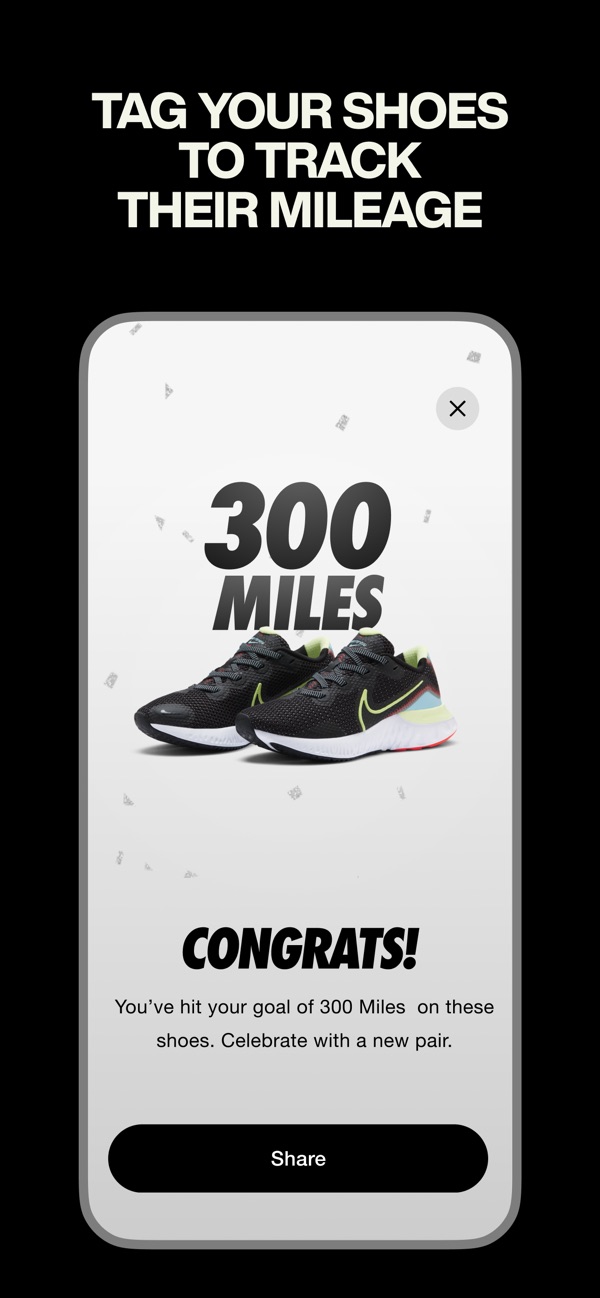 TAG YOUR SHOES
TO TRACK
THEIR MILEAGE
300
MILES
CONGRATS!
You’ve hit your goal of 300 Miles  on these
shoes. Celebrate with a new pair.
Share